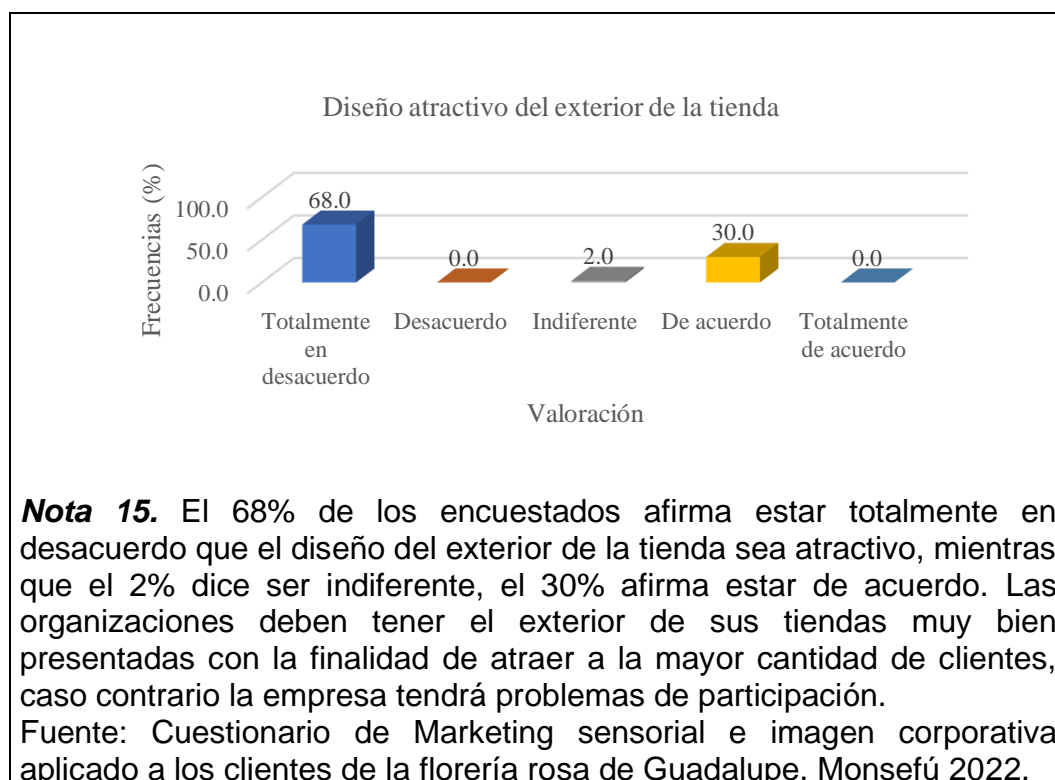 Diseño atractivo del exterior de la tienda
Frecuencias (%)
100.0
50.0
0.0
68.0
0.0
2.0
30.0
0.0
Totalmente en desacuerdo
Desacuerdo
Indiferente
De acuerdo
Totalmente de acuerdo
Valoración
Nota 15. El 68% de los encuestados afirma estar totalmente en
desacuerdo que el diseño del exterior de la tienda sea atractivo, mientras
que el 2% dice ser indiferente, el 30% afirma estar de acuerdo. Las
organizaciones deben tener el exterior de sus tiendas muy bien
presentadas con la finalidad de atraer a la mayor cantidad de clientes,
caso contrario la empresa tendrá problemas de participación.
Fuente: Cuestionario de Marketing sensorial e imagen corporativa
aplicado a los clientes de la florería rosa de Guadalupe. Monsefú 2022.